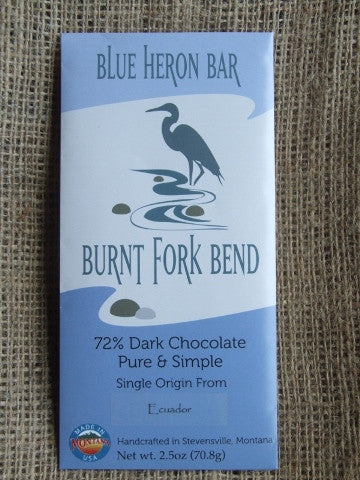 BLUE HERON BAR
BURNT FORK BEND
72% Dark Chocolate
Pure & Simple
Single Origin From
Ecuador
MADE IN
MONTANA
USA
Handcrafted in Stevensville, Montana
Net wt. 2.5oz (70.8g)